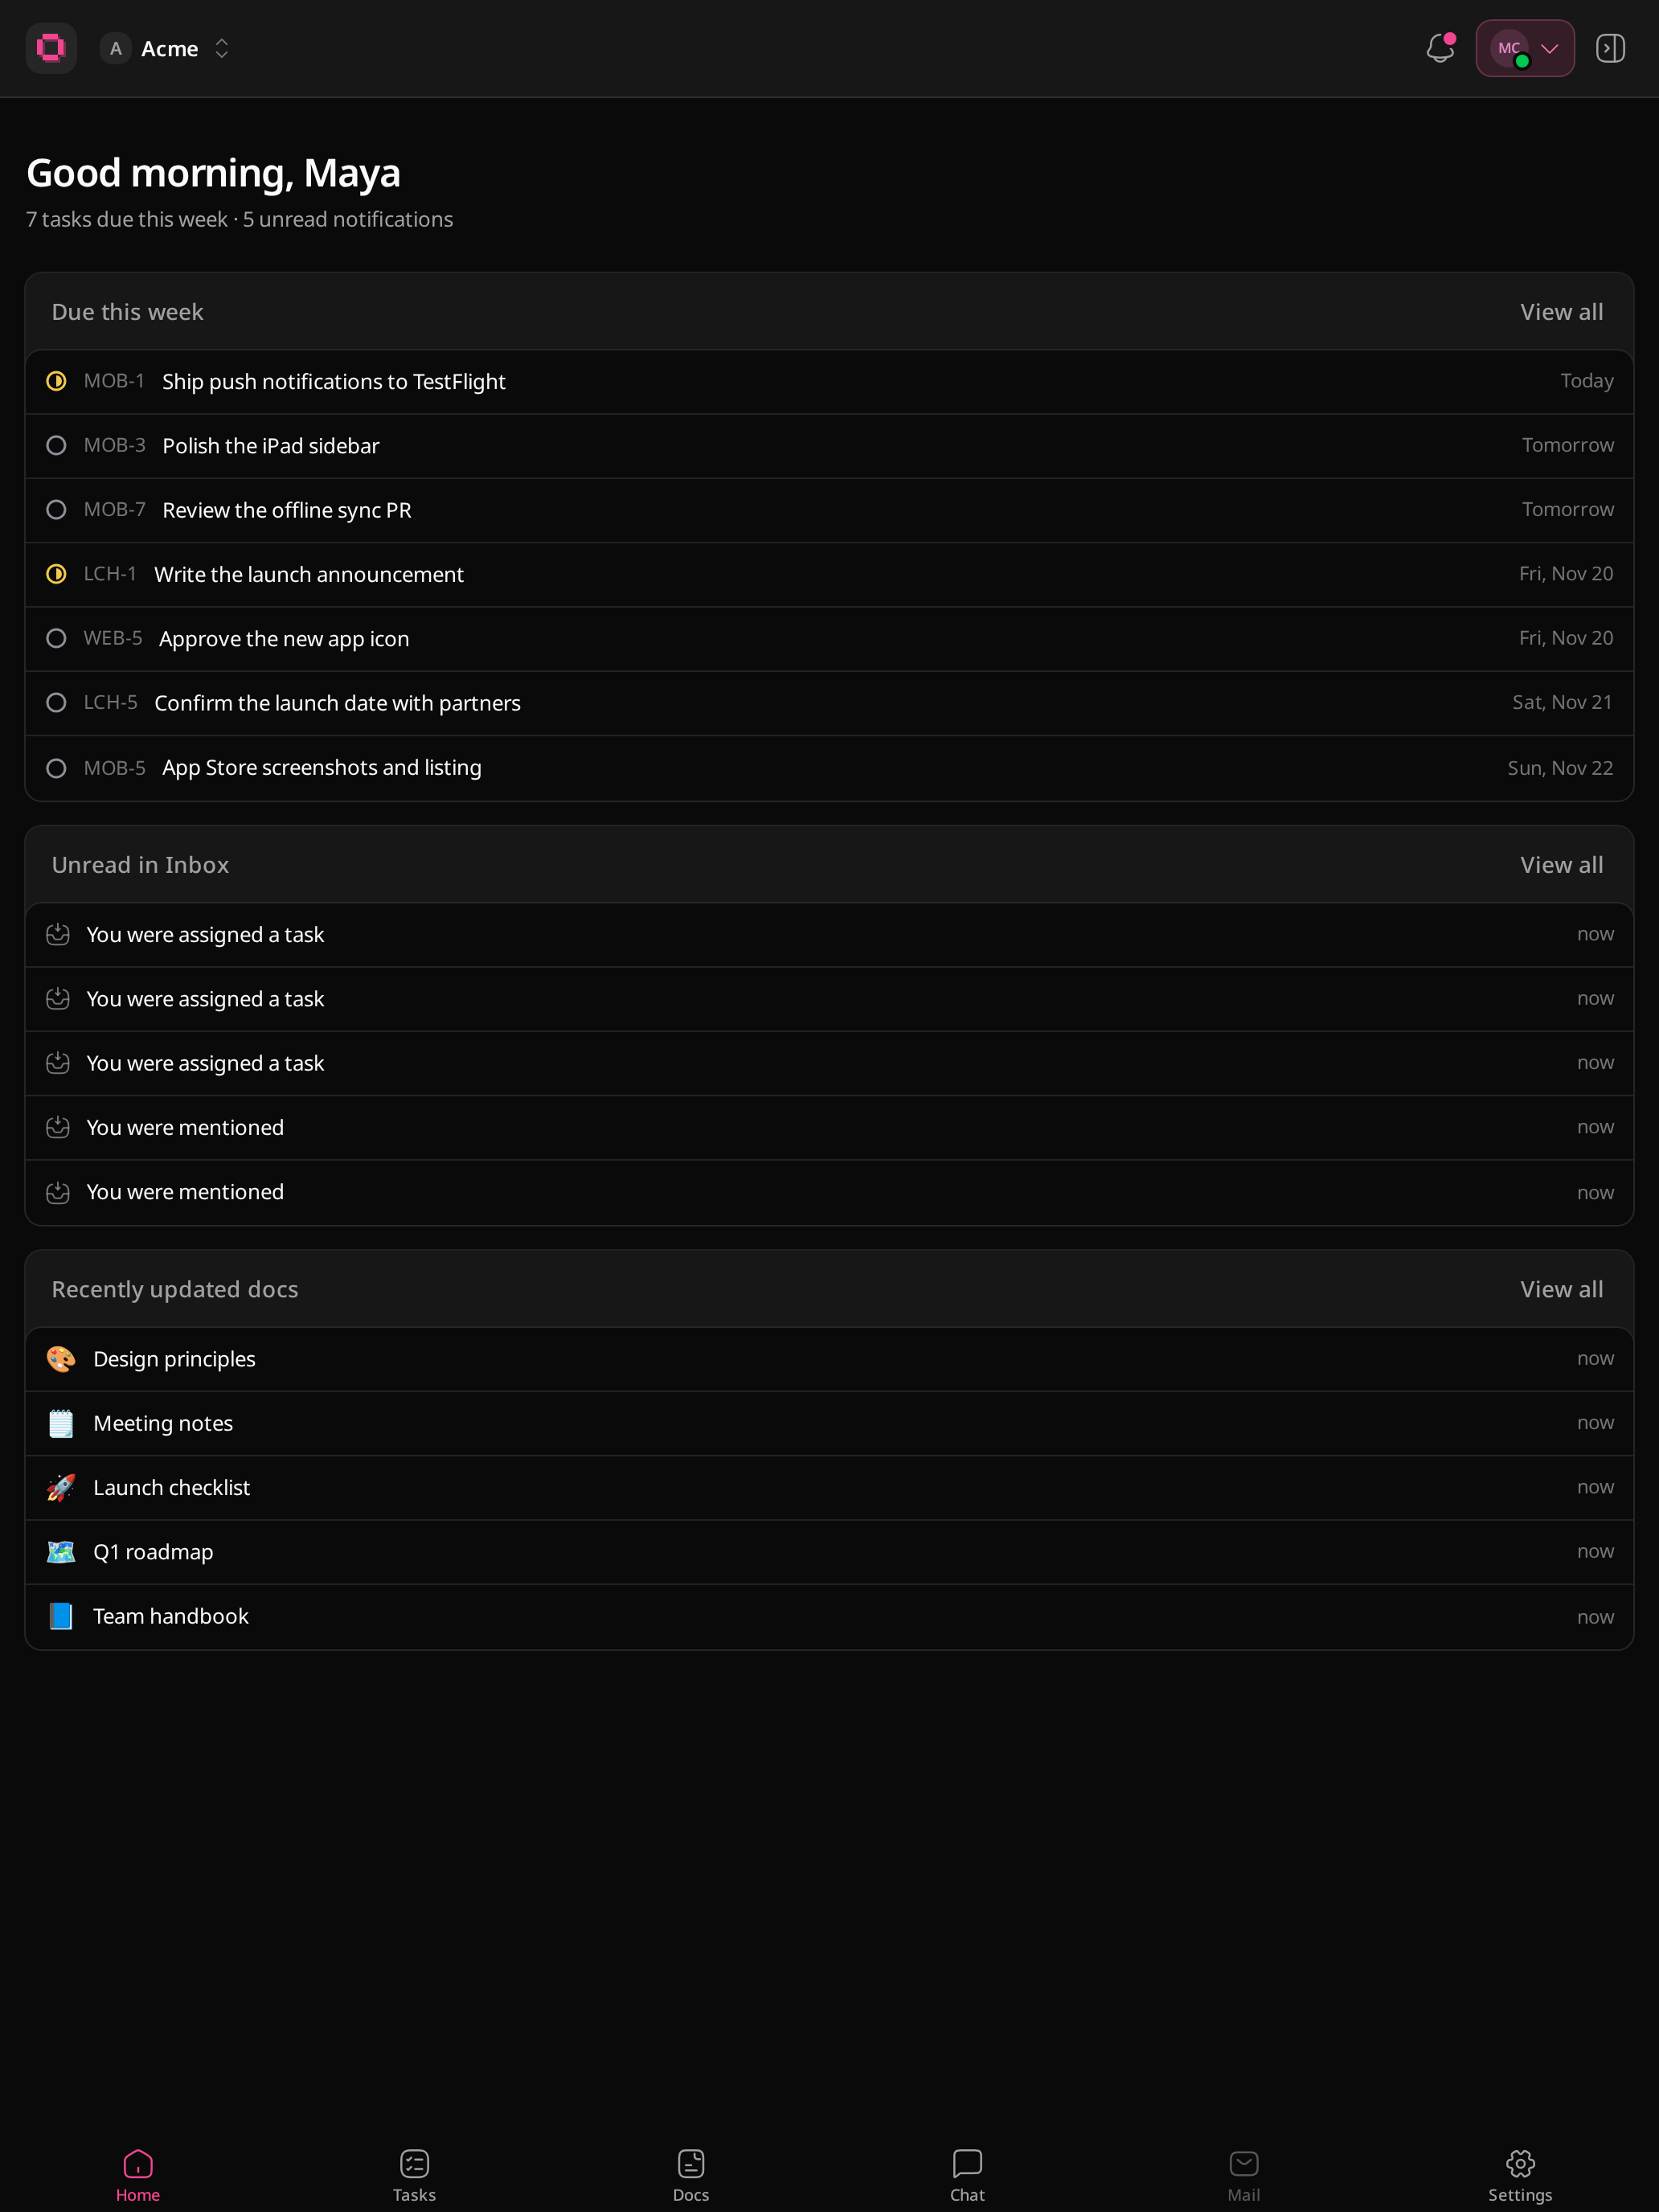 A Acme
MC
Good morning, Maya
7 tasks due this week · 5 unread notifications
Due this week View all
MOB-1 Ship push notifications to TestFlight Today
MOB-3 Polish the iPad sidebar Tomorrow
MOB-7 Review the offline sync PR Tomorrow
LCH-1 Write the launch announcement Fri, Nov 20
WEB-5 Approve the new app icon Fri, Nov 20
LCH-5 Confirm the launch date with partners Sat, Nov 21
MOB-5 App Store screenshots and listing Sun, Nov 22
Unread in Inbox View all
You were assigned a task now
You were assigned a task now
You were assigned a task now
You were mentioned now
You were mentioned now
Recently updated docs View all
Design principles now
Meeting notes now
Launch checklist now
Q1 roadmap now
Team handbook now
Home Tasks Docs Chat Mail Settings